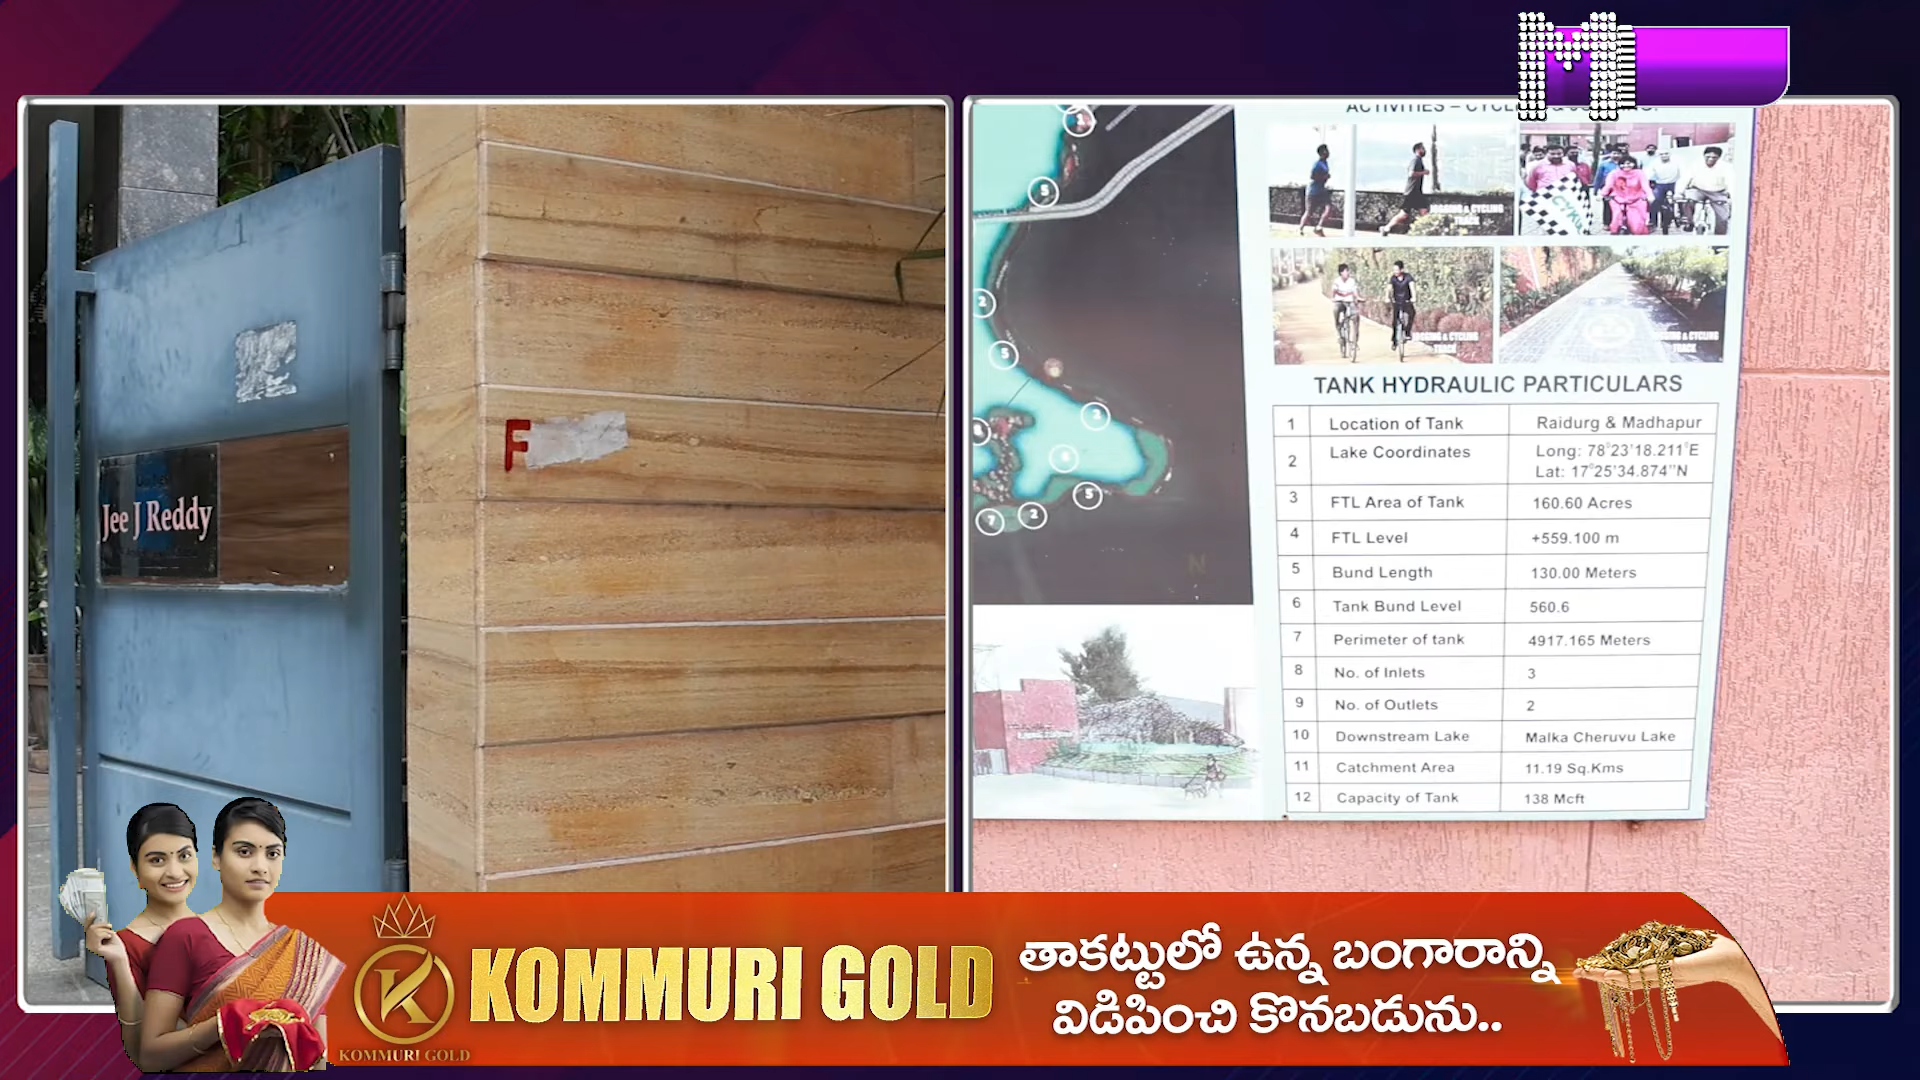 M
Jee J Reddy
F
ACTIVITIES –
JOGGING & CYCLING
TRACK
TANK HYDRAULIC PARTICULARS
1 Location of Tank Raidurg & Madhapur
2 Lake Coordinates Long: 78°23'18.211"E
Lat: 17°25'34.874"N
3 FTL Area of Tank 160.60 Acres
4 FTL Level +559.100 m
5 Bund Length 130.00 Meters
6 Tank Bund Level 560.6
7 Perimeter of tank 4917.165 Meters
8 No. of Inlets 3
9 No. of Outlets 2
10 Downstream Lake Malka Cheruvu Lake
11 Catchment Area 11.19 Sq.Kms
12 Capacity of Tank 138 Mcft
KOMMURI GOLD
KOMMURI GOLD
తాకట్టులో ఉన్న బంగారాన్ని
విడిపించి కొనబడును..